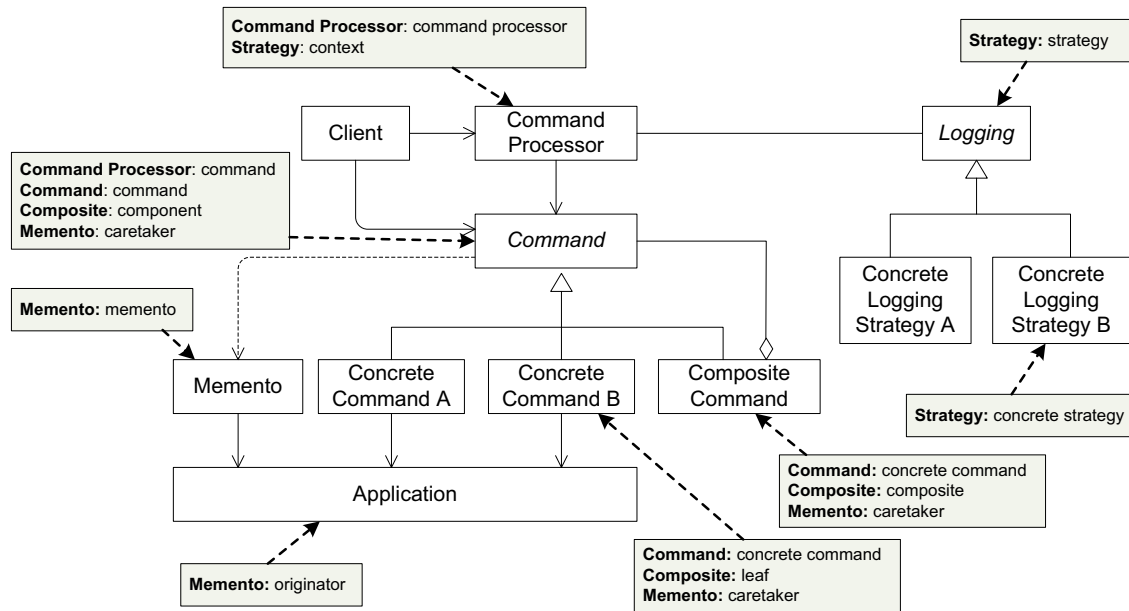 Command Processor: command processor
Strategy: context
Strategy: strategy
Client
Command
Processor
Logging
Command Processor: command
Command: command
Composite: component
Memento: caretaker
Command
Concrete
Logging
Strategy A
Concrete
Logging
Strategy B
Memento: memento
Memento
Concrete
Command A
Concrete
Command B
Composite
Command
Strategy: concrete strategy
Application
Command: concrete command
Composite: composite
Memento: caretaker
Memento: originator
Command: concrete command
Composite: leaf
Memento: caretaker